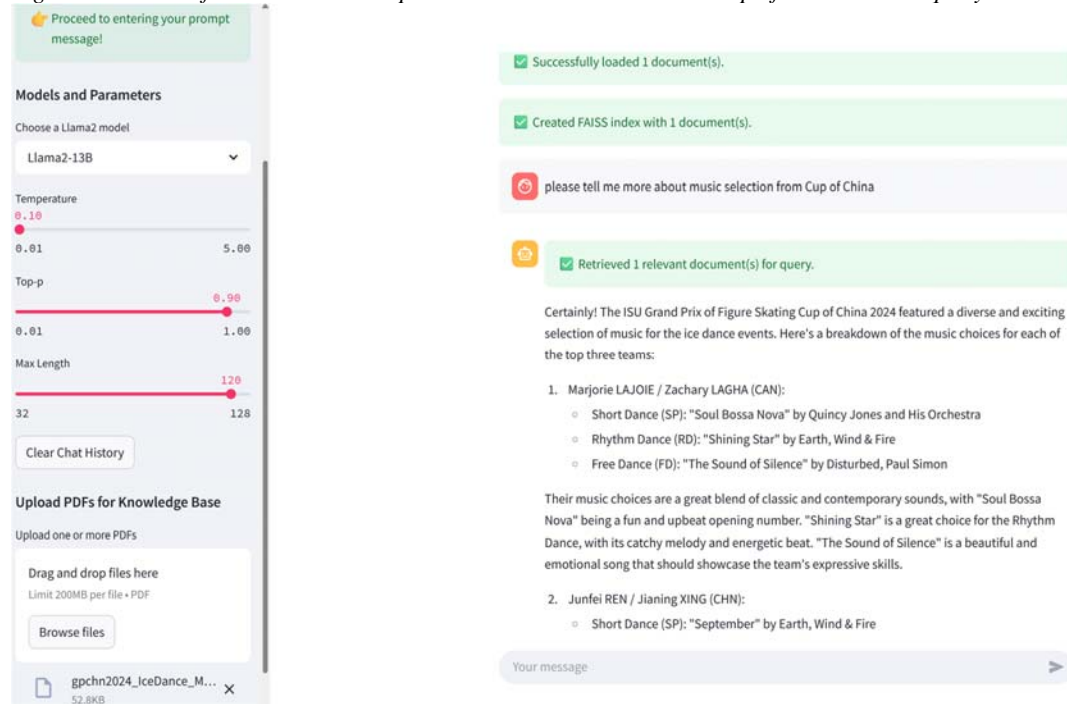 Proceed to entering your prompt
message!
Models and Parameters
Choose a Llama2 model
Llama2-13B
Temperature
0.10
0.01 5.00
Top-p
0.90
0.01 1.00
Max Length
120
32 128
Clear Chat History
Upload PDFs for Knowledge Base
Upload one or more PDFs
Drag and drop files here
Limit 200MB per file • PDF
Browse files
gpchn2024_IceDance_M...
52.8KB
Successfully loaded 1 document(s).
Created FAISS index with 1 document(s).
please tell me more about music selection from Cup of China
Retrieved 1 relevant document(s) for query.
Certainly! The ISU Grand Prix of Figure Skating Cup of China 2024 featured a diverse and exciting
selection of music for the ice dance events. Here's a breakdown of the music choices for each of
the top three teams:
1. Marjorie LAJOIE / Zachary LAGHA (CAN):
Short Dance (SP): "Soul Bossa Nova" by Quincy Jones and His Orchestra
Rhythm Dance (RD): "Shining Star" by Earth, Wind & Fire
Free Dance (FD): "The Sound of Silence" by Disturbed, Paul Simon
Their music choices are a great blend of classic and contemporary sounds, with "Soul Bossa
Nova" being a fun and upbeat opening number. "Shining Star" is a great choice for the Rhythm
Dance, with its catchy melody and energetic beat. "The Sound of Silence" is a beautiful and
emotional song that should showcase the team's expressive skills.
2. Junfei REN / Jianing XING (CHN):
Short Dance (SP): "September" by Earth, Wind & Fire
Your message